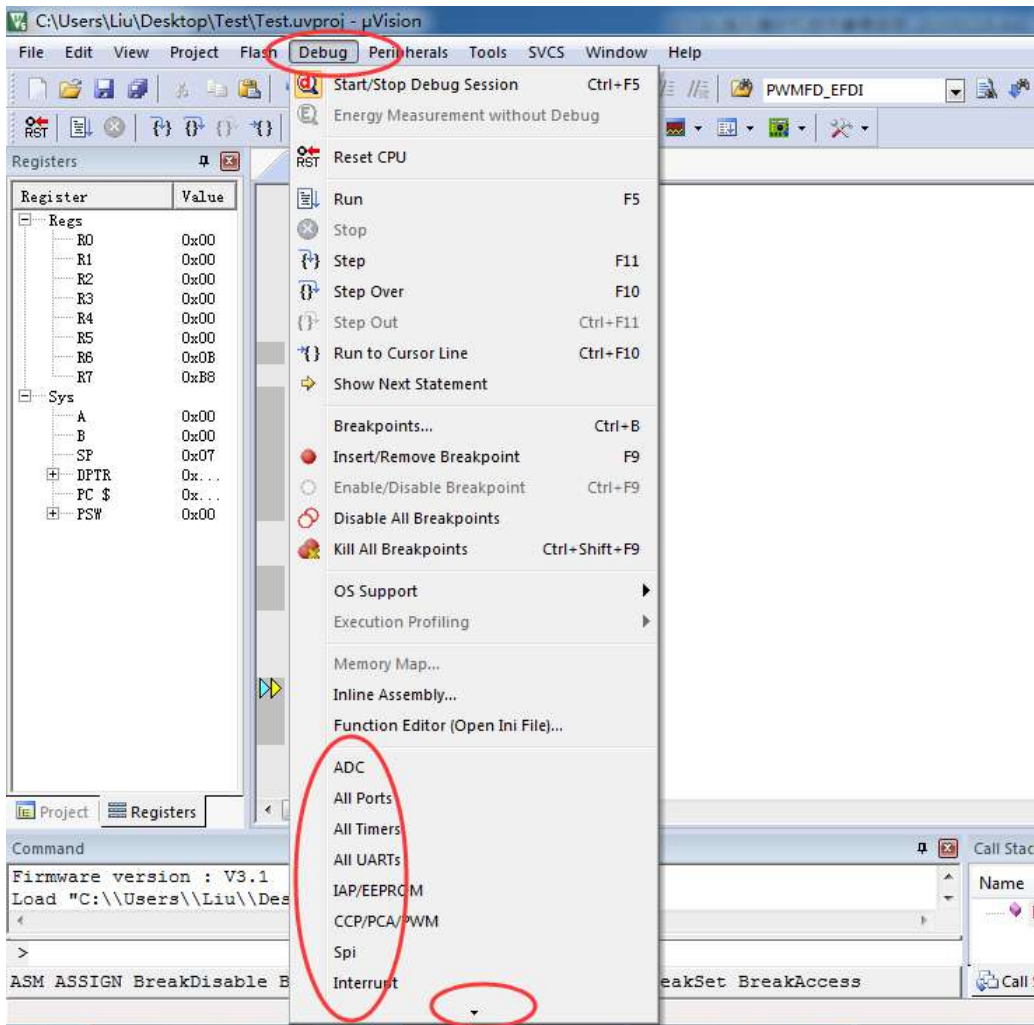 C:\Users\Liu\Desktop\Test\Test.uvproj - µVision
File Edit View Project Flash Debug Peripherals Tools SVCS Window Help
PWMFD_EFDI
RST
Registers
Register Value
Regs
R0 0x00
R1 0x00
R2 0x00
R3 0x00
R4 0x00
R5 0x00
R6 0x0B
R7 0xB8
Sys
A 0x00
B 0x00
SP 0x07
DPTR 0x...
PC $ 0x...
PSW 0x00
Project Registers
Start/Stop Debug Session Ctrl+F5
Energy Measurement without Debug
RST Reset CPU
Run F5
Stop
Step F11
Step Over F10
Step Out Ctrl+F11
Run to Cursor Line Ctrl+F10
Show Next Statement
Breakpoints... Ctrl+B
Insert/Remove Breakpoint F9
Enable/Disable Breakpoint Ctrl+F9
Disable All Breakpoints
Kill All Breakpoints Ctrl+Shift+F9
OS Support
Execution Profiling
Memory Map...
Inline Assembly...
Function Editor (Open Ini File)...
ADC
All Ports
All Timers
All UARTs
IAP/EEPROM
CCP/PCA/PWM
Spi
Interrupt
Command
Firmware version : V3.1
Load "C:\\Users\\Liu\\Des
>
ASM ASSIGN BreakDisable B eakSet BreakAccess
Call Stac
Name
Call